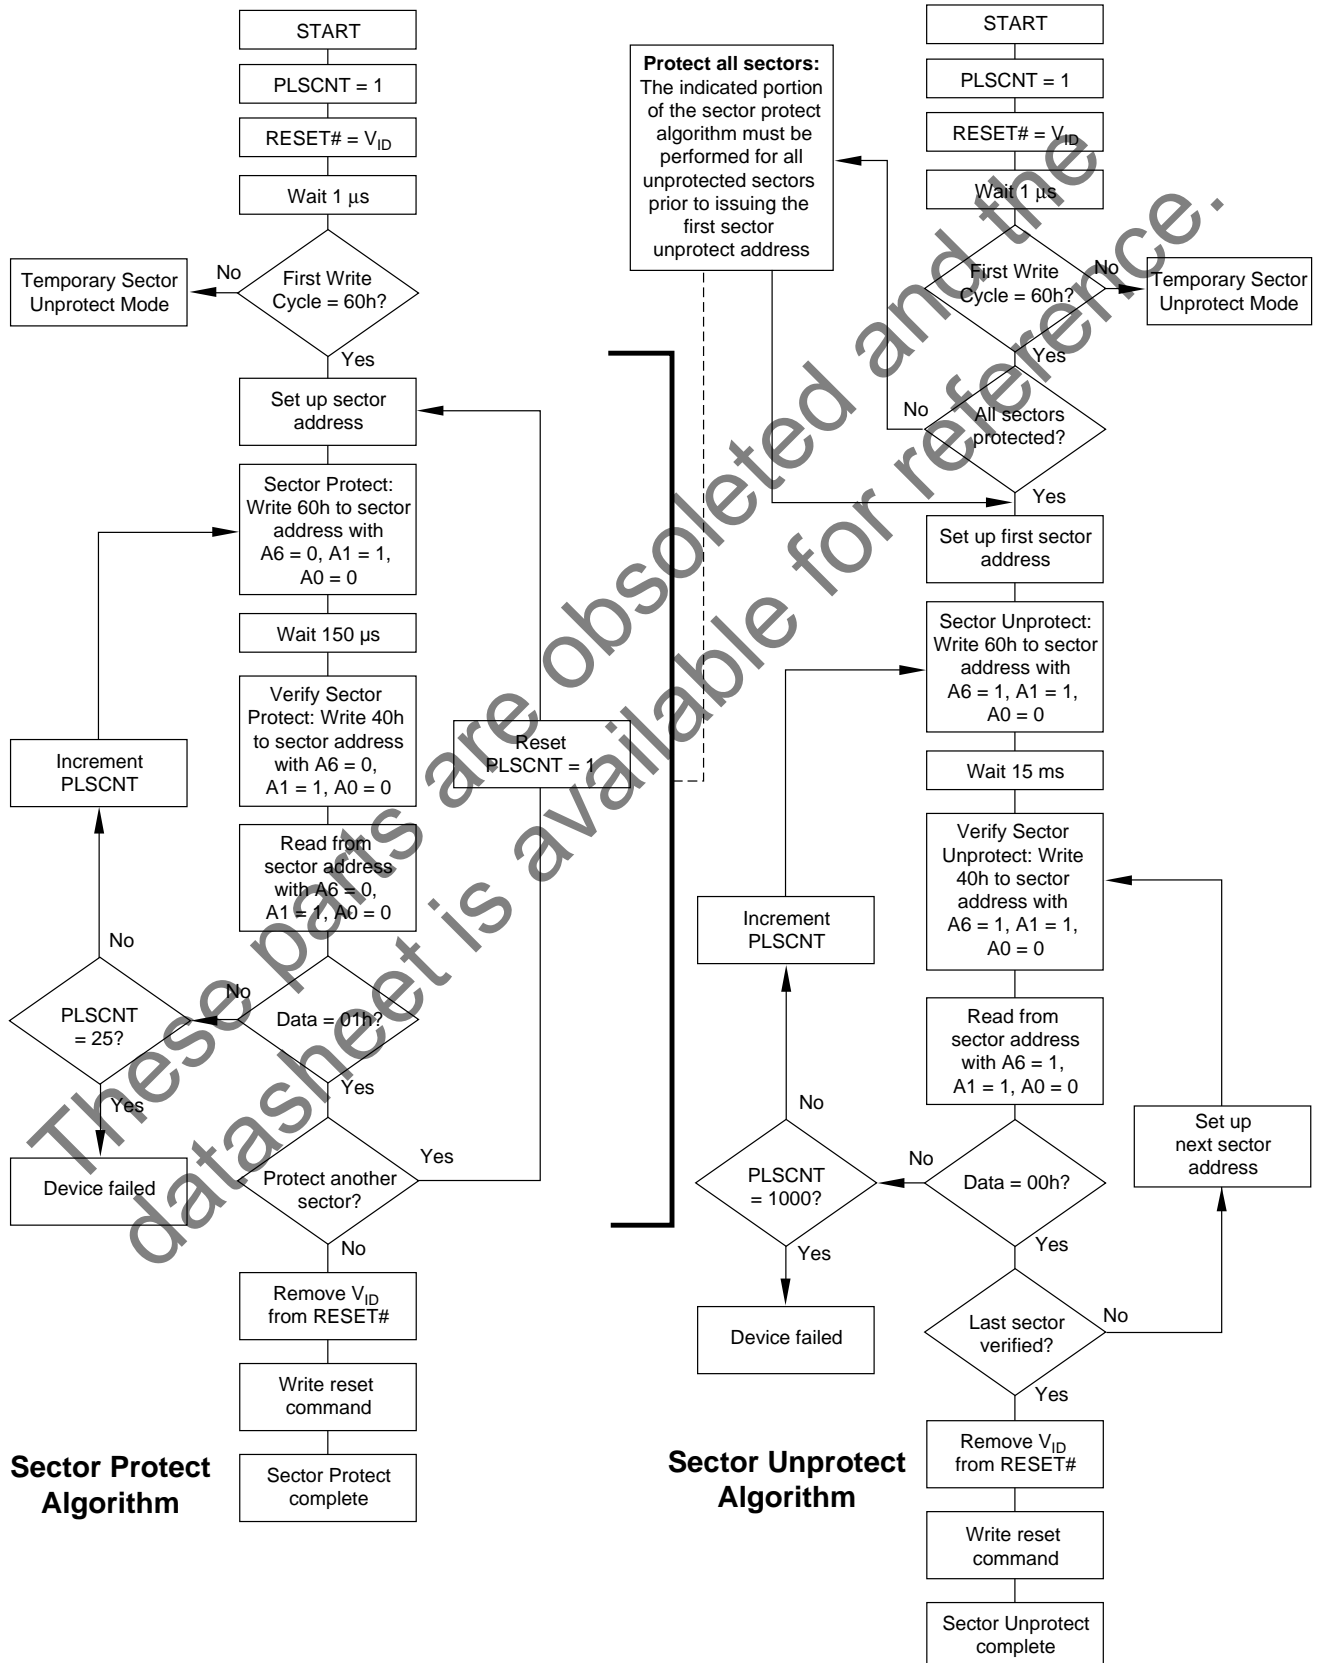 START
PLSCNT = 1
RESET# = VID
Wait 1 µs
First Write
Cycle = 60h?
No
Temporary Sector
Unprotect Mode
Yes
Set up sector
address
Sector Protect:
Write 60h to sector
address with
A6 = 0, A1 = 1,
A0 = 0
Wait 150 µs
Verify Sector
Protect: Write 40h
to sector address
with A6 = 0,
A1 = 1, A0 = 0
Increment
PLSCNT
Reset
PLSCNT = 1
Read from
sector address
with A6 = 0,
A1 = 1, A0 = 0
No
PLSCNT
= 25?
No
Data = 01h?
Yes
Yes
Device failed
Protect another
sector?
Yes
No
Remove VID
from RESET#
Write reset
command
Sector Protect
complete
Sector Protect
Algorithm
Protect all sectors:
The indicated portion
of the sector protect
algorithm must be
performed for all
unprotected sectors
prior to issuing the
first sector
unprotect address
START
PLSCNT = 1
RESET# = VID
Wait 1 µs
First Write
Cycle = 60h?
No
Temporary Sector
Unprotect Mode
Yes
All sectors
protected?
No
Yes
Set up first sector
address
Sector Unprotect:
Write 60h to sector
address with
A6 = 1, A1 = 1,
A0 = 0
Wait 15 ms
Verify Sector
Unprotect: Write
40h to sector
address with
A6 = 1, A1 = 1,
A0 = 0
Increment
PLSCNT
Read from
sector address
with A6 = 1,
A1 = 1, A0 = 0
No
PLSCNT
= 1000?
No
Data = 00h?
Set up
next sector
address
Yes
Yes
Device failed
Last sector
verified?
No
Yes
Remove VID
from RESET#
Write reset
command
Sector Unprotect
complete
Sector Unprotect
Algorithm
These parts are obsoleted and the
datasheet is available for reference.